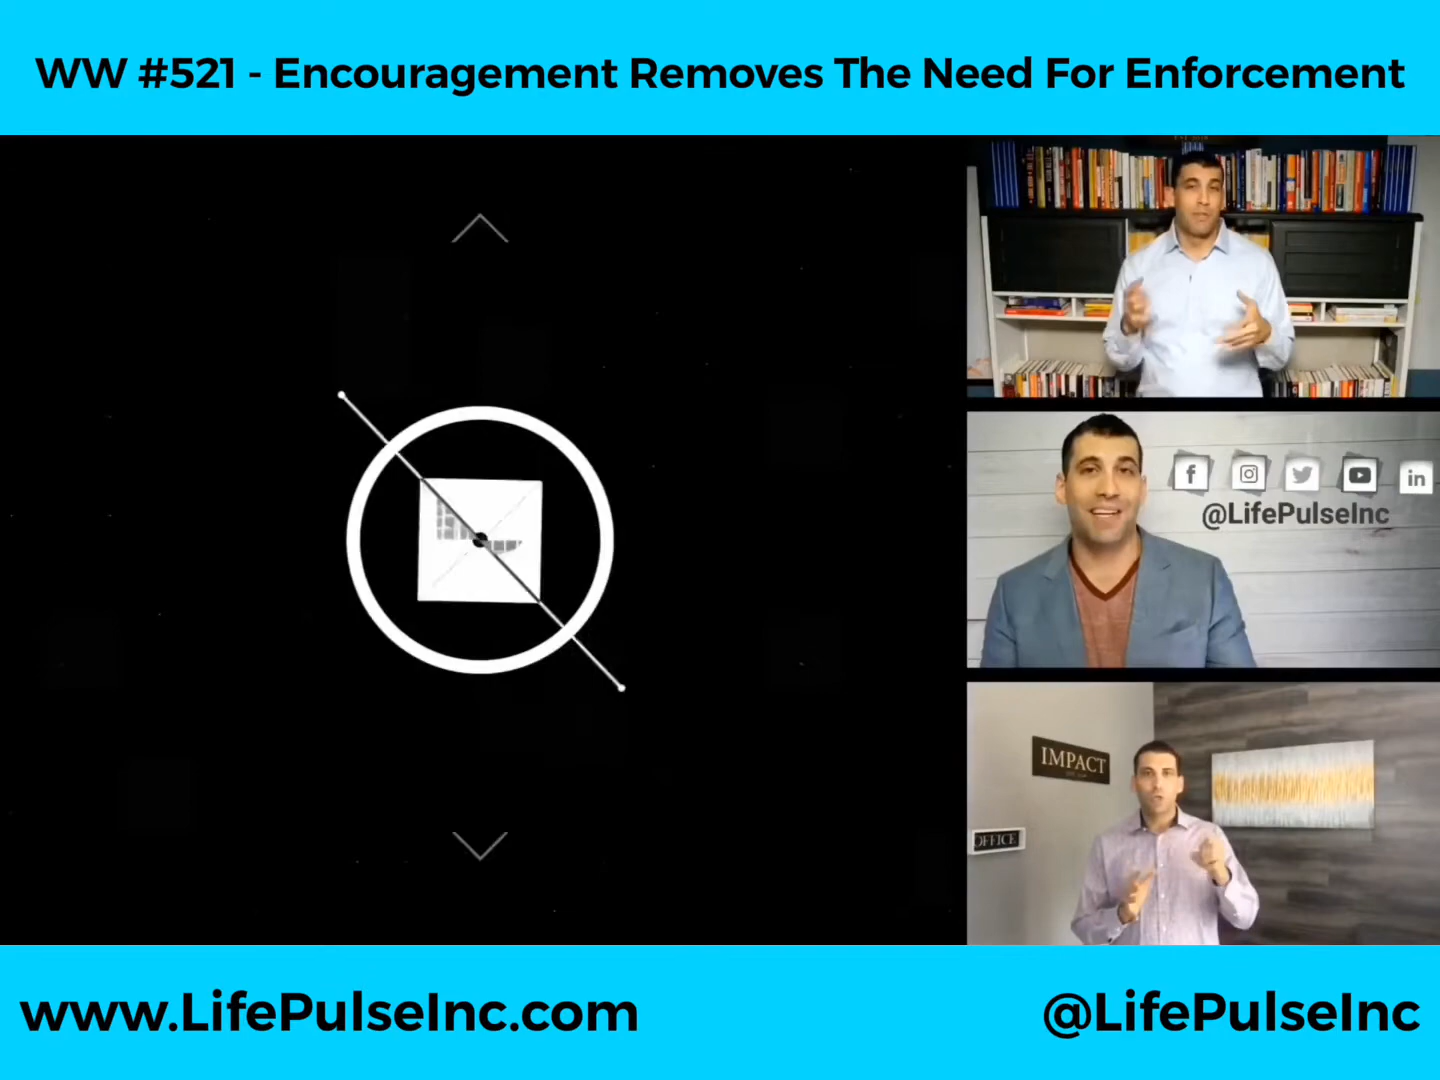 WW #521 - Encouragement Removes The Need For Enforcement
@LifePulseInc
IMPACT
OFFICE
www.LifePulseInc.com
@LifePulseInc